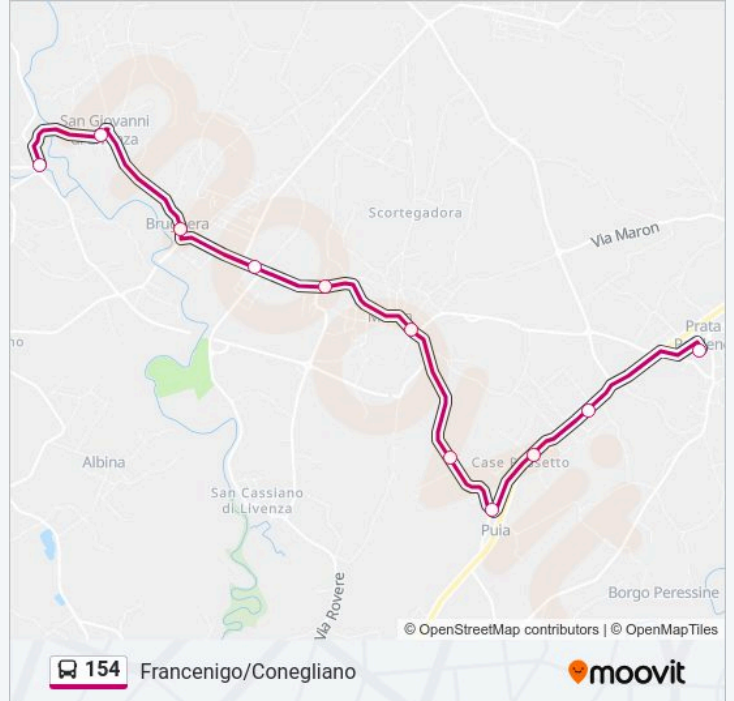 San Giovanni
Scortegadora
Via Maron
Prata
Albina
Case
San Cassiano
di Livenza
Puia
Via Rovere
Borgo Peressine
© OpenStreetMap contributors | © OpenMapTiles
154 Francenigo/Conegliano
moovit